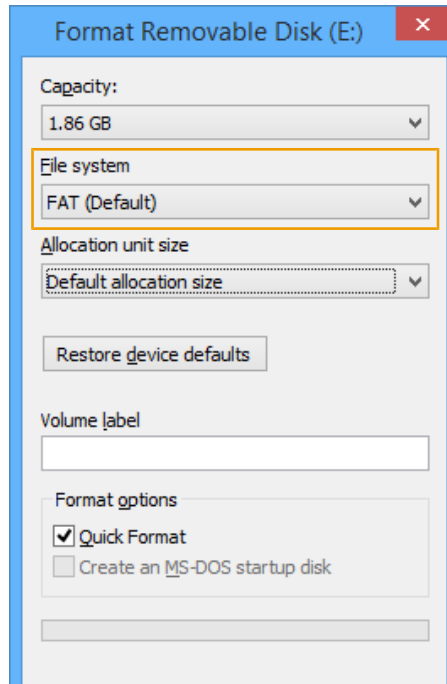 Format Removable Disk (E:)
Capacity:
1.86 GB
File system
FAT (Default)
Allocation unit size
Default allocation size
Restore device defaults
Volume label
Format options
Quick Format
Create an MS-DOS startup disk